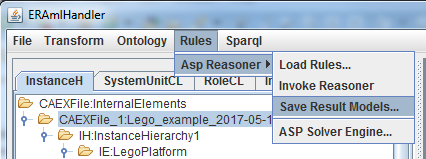 ERAmlHandler
File Transform Ontology Rules Sparql
Asp Reasoner
Load Rules...
Invoke Reasoner
Save Result Models...
ASP Solver Engine...
InstanceH SystemUnitCL RoleCL
CAEXFile:InternalElements
CAEXFile_1:Lego_example_2017-05-1
IH:InstanceHierarchy1
IE:LegoPlatform